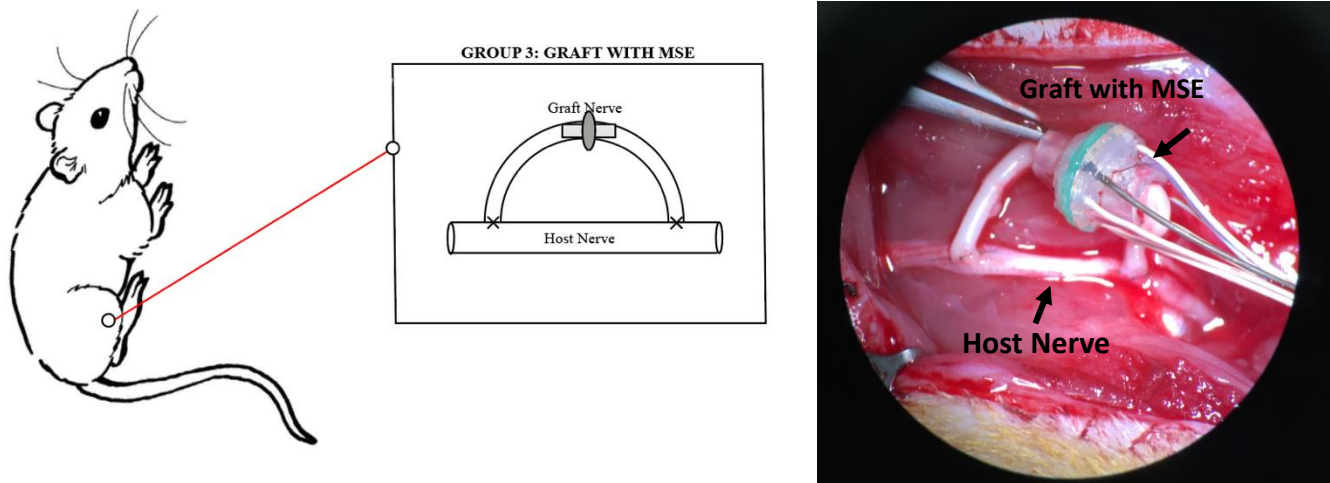 GROUP 3: GRAFT WITH MSE
Graft Nerve
Host Nerve
Graft with MSE
Host Nerve